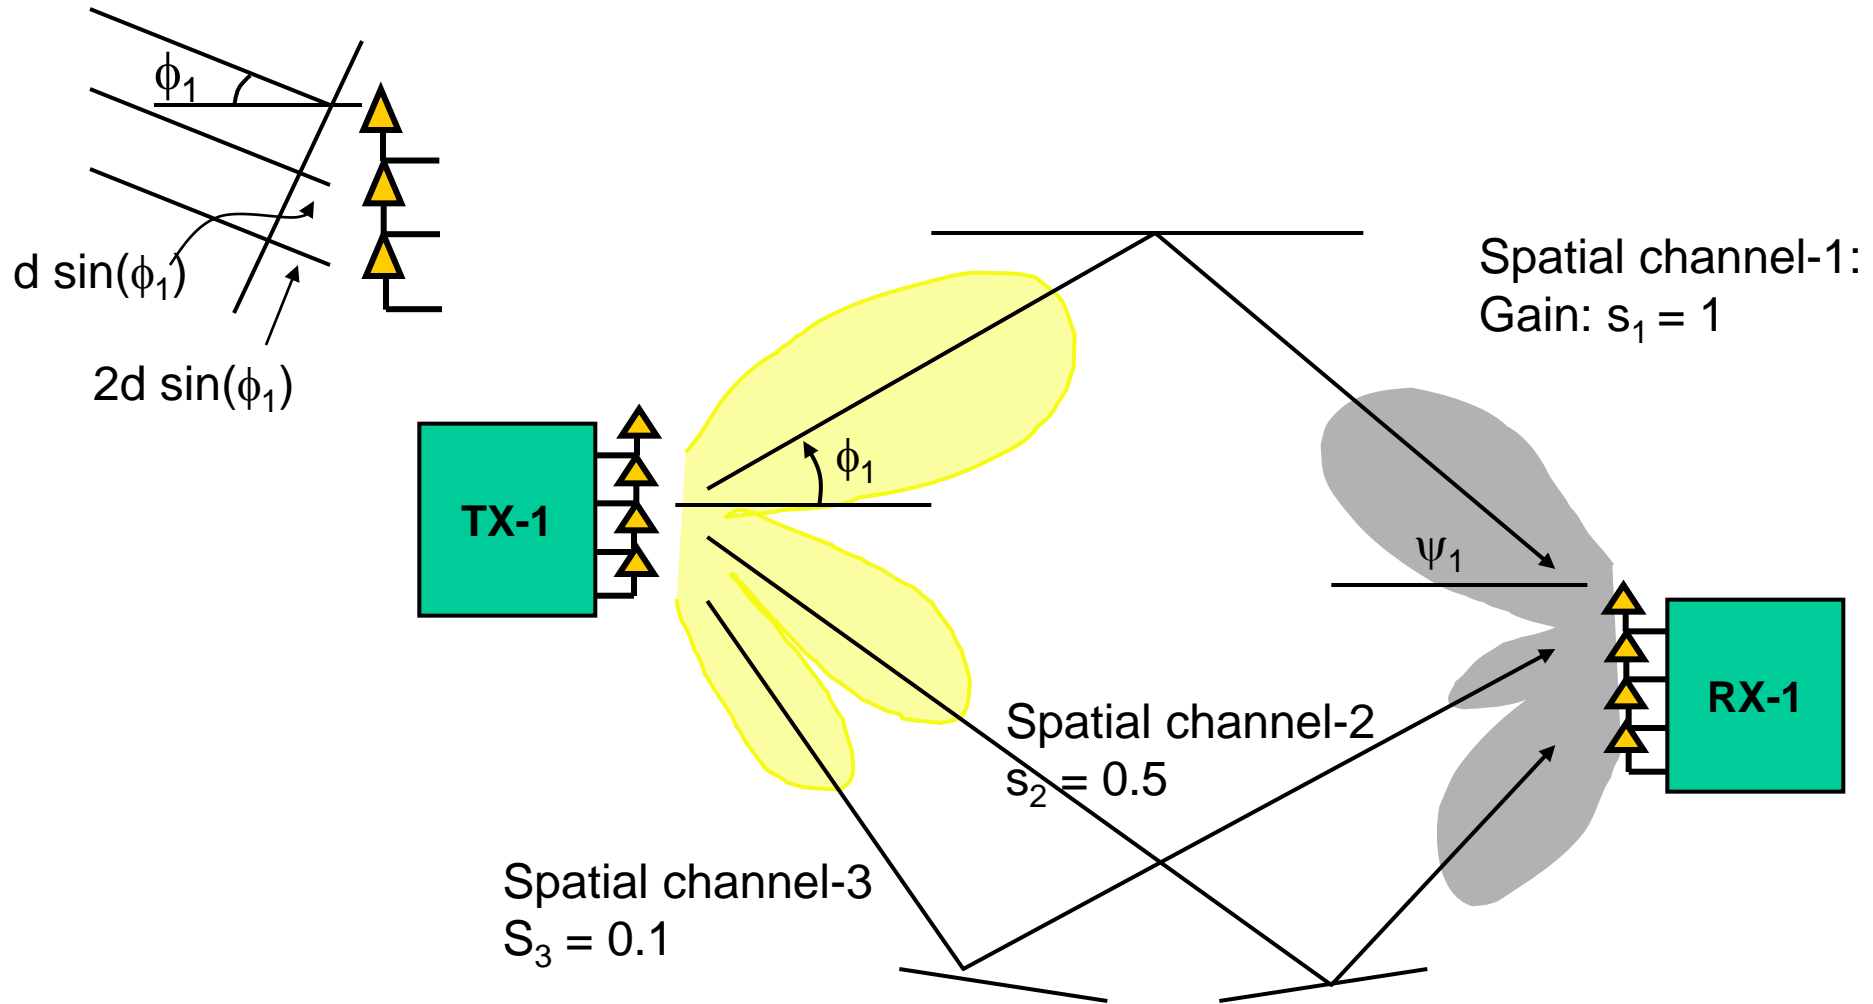 ϕ₁
d sin(ϕ₁)
2d sin(ϕ₁)
Spatial channel-1:
Gain: s₁ = 1
ϕ₁
TX-1
ψ₁
RX-1
Spatial channel-2
s₂ = 0.5
Spatial channel-3
S₃ = 0.1